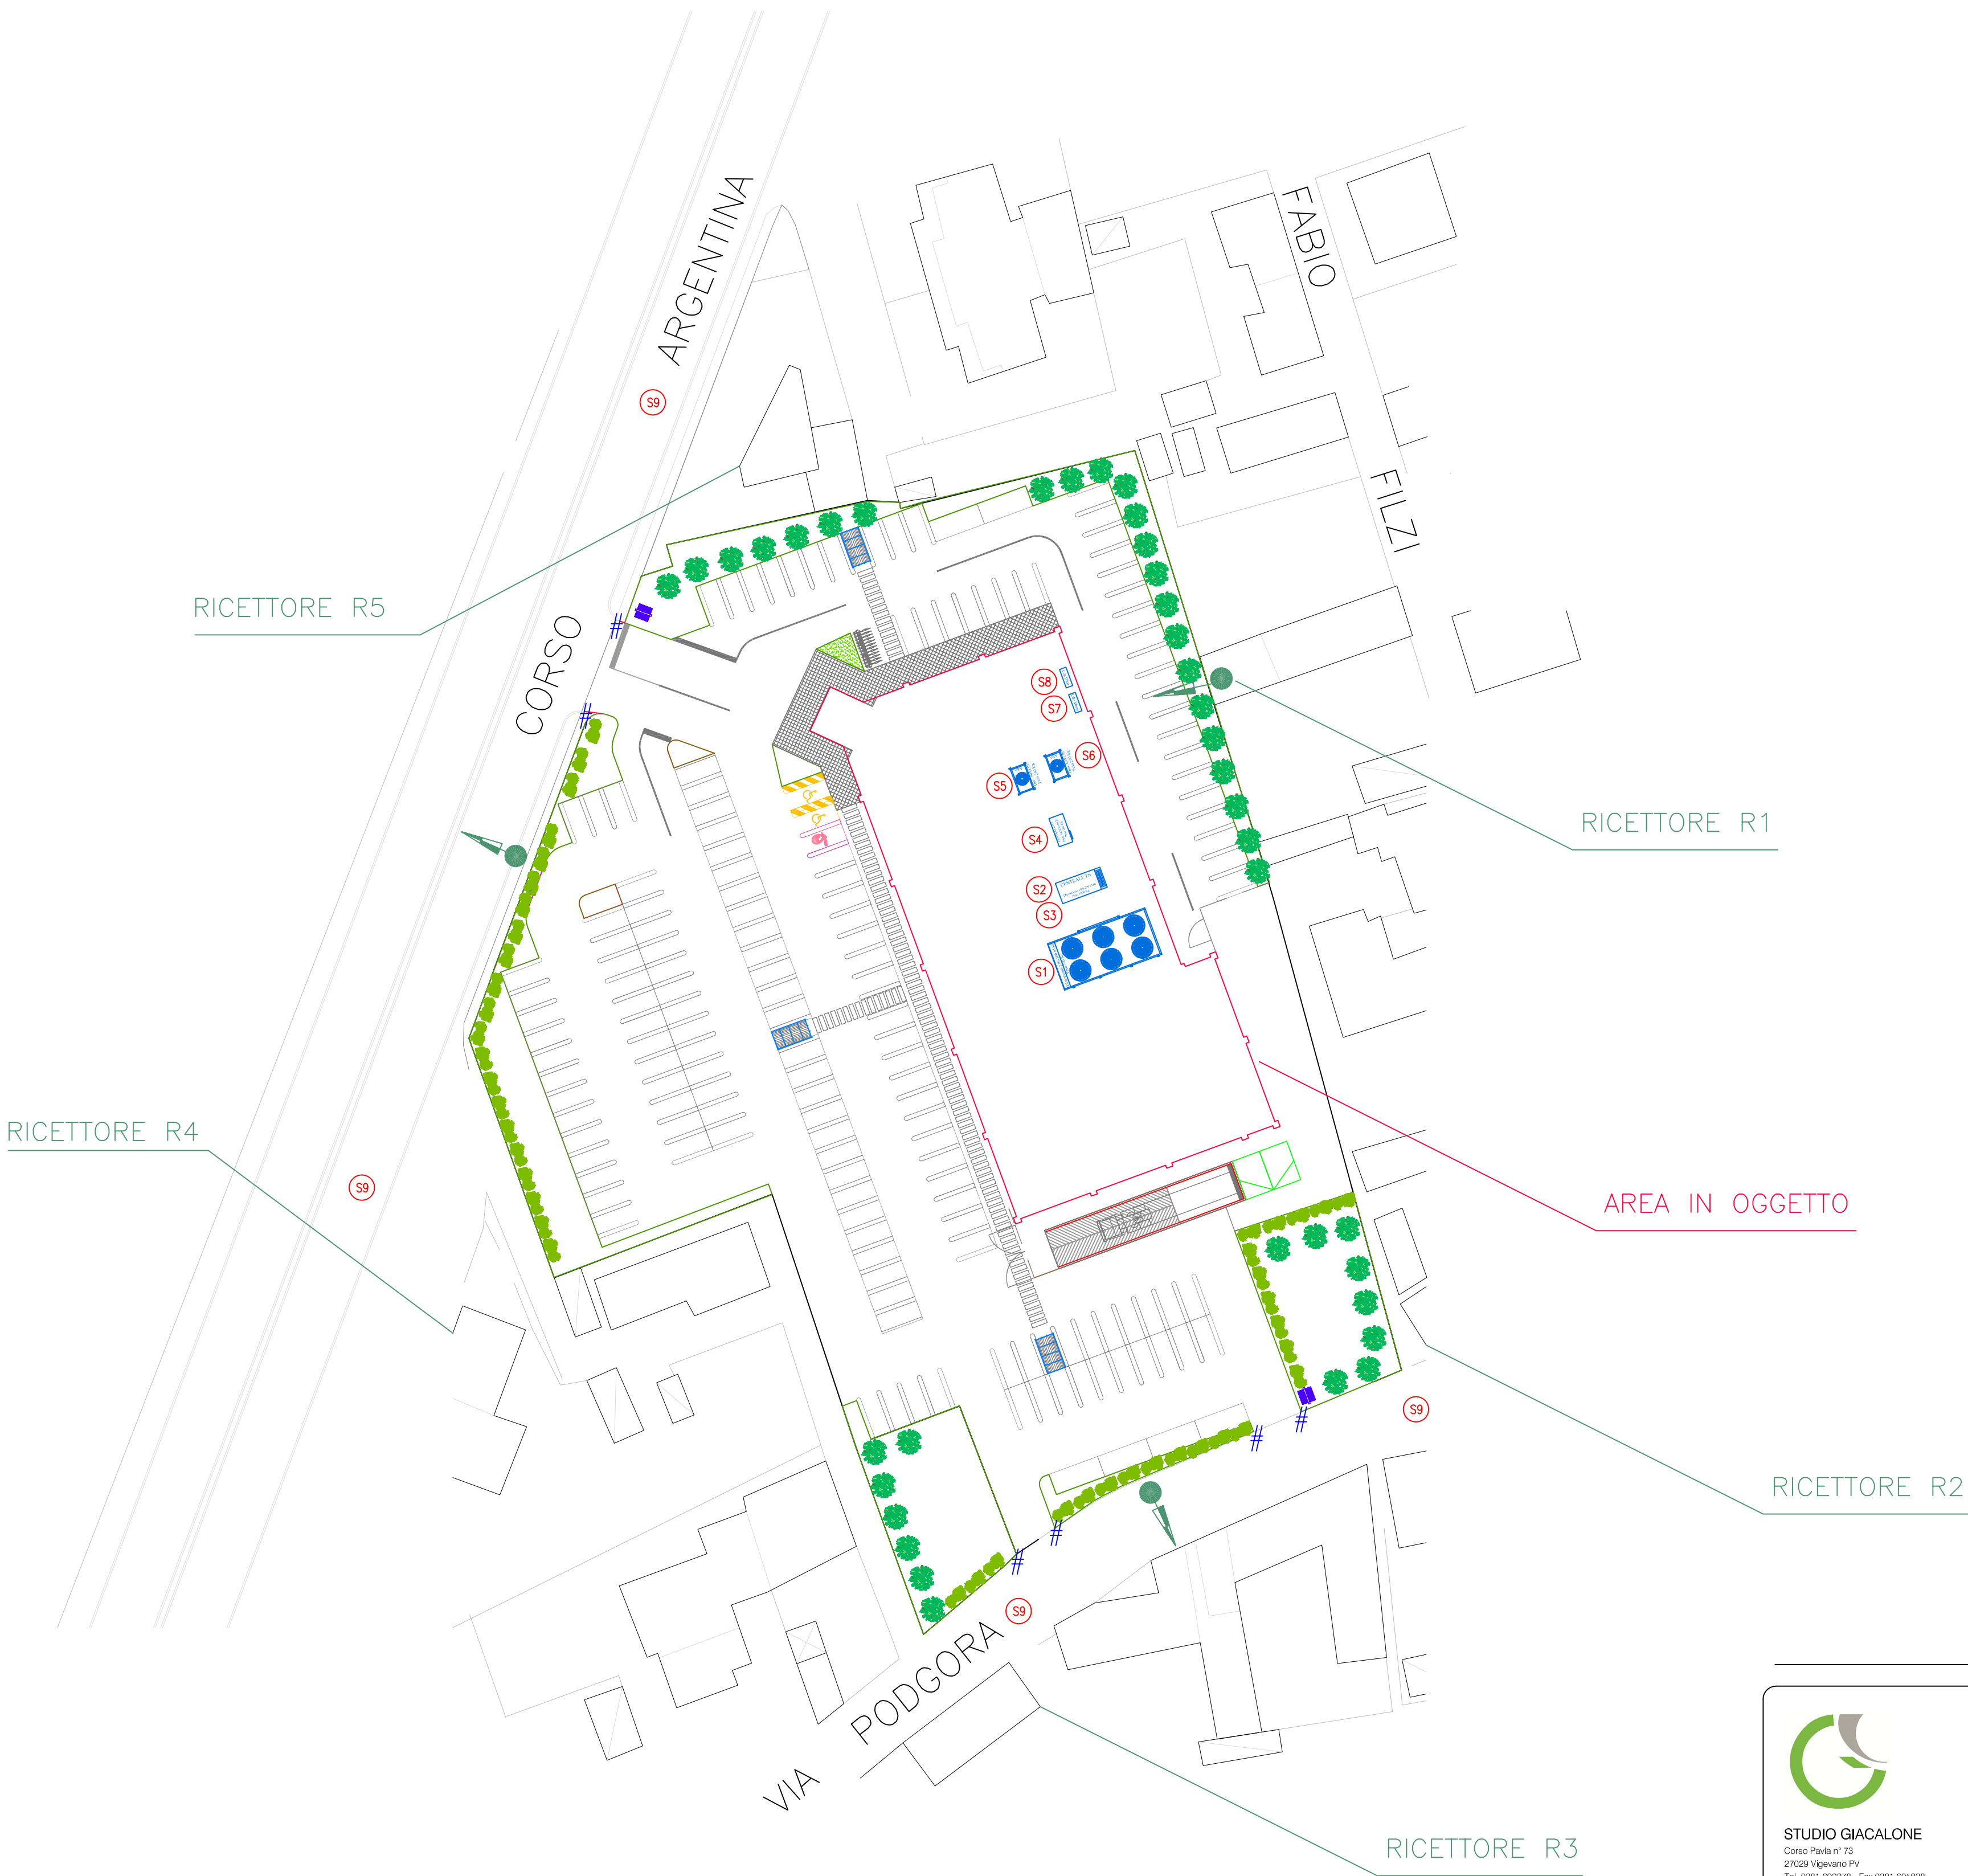 ARGENTINA
FABIO
S9
FILZI
RICETTORE R5
CORSO
S8
S7
S6
S5
RICETTORE R1
S4
S2
CENTRALE TN
S3
S1
RICETTORE R4
S9
AREA IN OGGETTO
S9
RICETTORE R2
S9
PODGORA
VIA
RICETTORE R3
STUDIO GIACALONE
Corso Pavia n° 73
27029 Vigevano PV